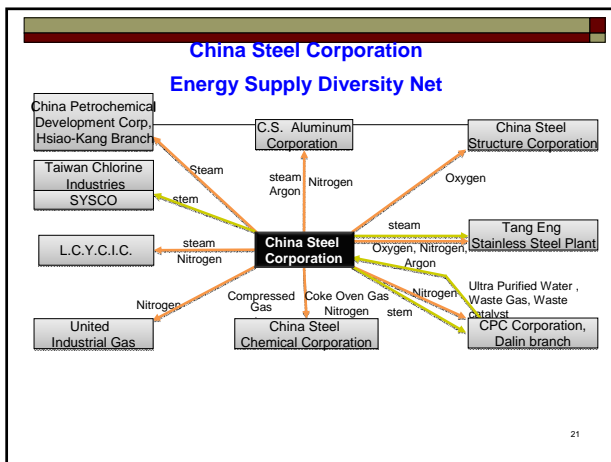 China Steel Corporation
Energy Supply Diversity Net
China Petrochemical
Development Corp,
Hsiao-Kang Branch
C.S. Aluminum
Corporation
China Steel
Structure Corporation
Steam
steam
Argon
Nitrogen
Oxygen
Taiwan Chlorine
Industries
SYSCO
stem
steam
Tang Eng
Stainless Steel Plant
L.C.Y.C.I.C.
steam
Nitrogen
China Steel
Corporation
Oxygen, Nitrogen,
Argon
Nitrogen
Compressed
Gas
Coke Oven Gas
Nitrogen
stem
Nitrogen
Ultra Purified Water ,
Waste Gas, Waste
catalyst
United
Industrial Gas
China Steel
Chemical Corporation
CPC Corporation,
Dalin branch
21